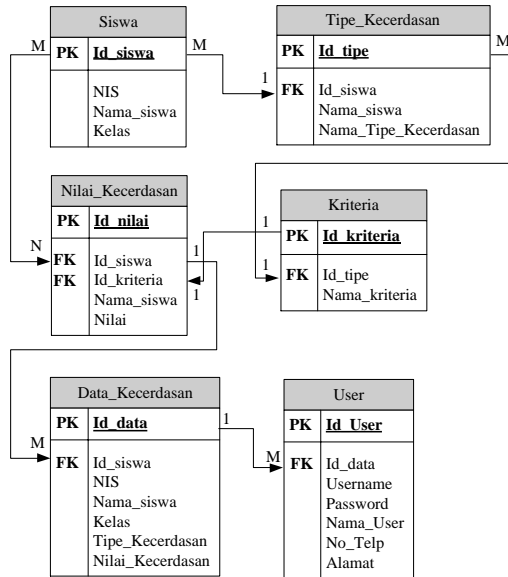 Siswa
PK Id_siswa
NIS
Nama_siswa
Kelas
M
M
Tipe_Kecerdasan
PK Id_tipe
FK Id_siswa
Nama_siswa
Nama_Tipe_Kecerdasan
1
M
Nilai_Kecerdasan
PK Id_nilai
FK Id_siswa
FK Id_kriteria
Nama_siswa
Nilai
N
1
1
Kriteria
PK Id_kriteria
FK Id_tipe
Nama_kriteria
1
1
Data_Kecerdasan
PK Id_data
FK Id_siswa
NIS
Nama_siswa
Kelas
Tipe_Kecerdasan
Nilai_Kecerdasan
M
1
User
PK Id_User
FK Id_data
Username
Password
Nama_User
No_Telp
Alamat
M